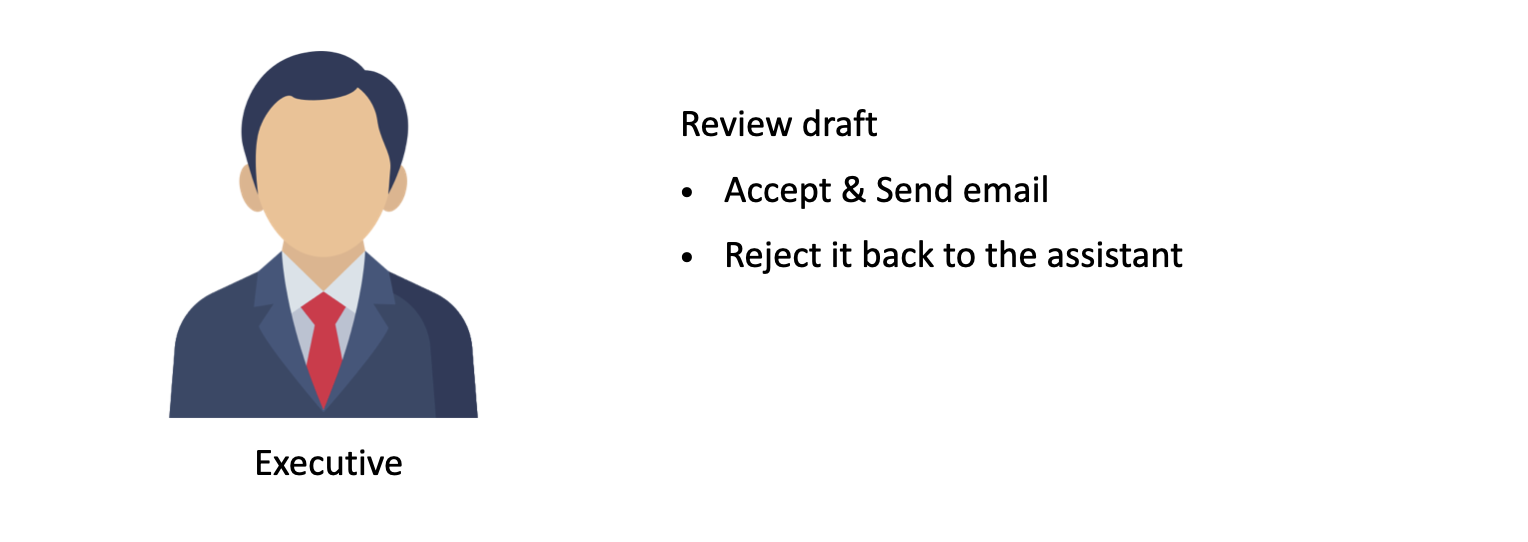 Review draft
• Accept & Send email
• Reject it back to the assistant
Executive